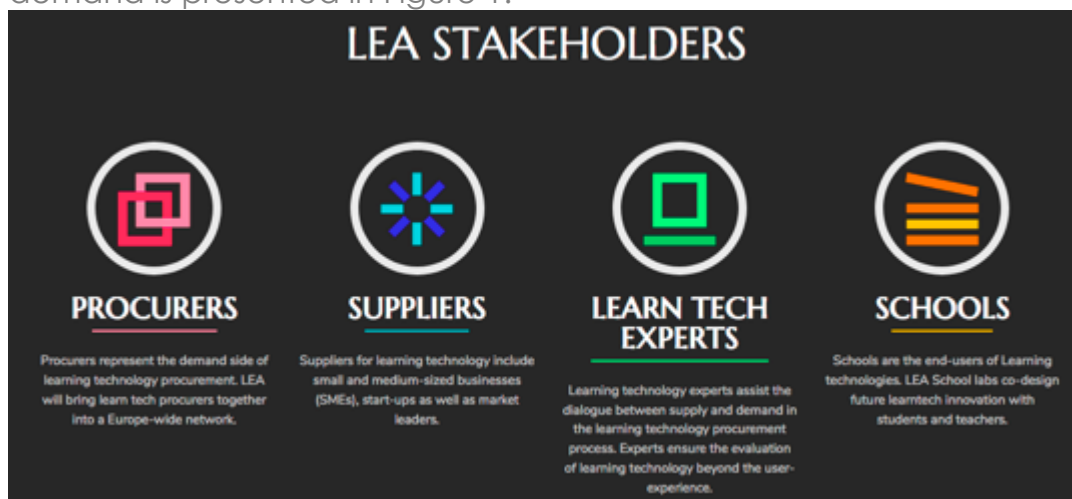 demand is presented in Figure 1.
LEA STAKEHOLDERS
PROCURERS
Procurers represent the demand side of
learning technology procurement. LEA
will bring learn tech procurers together
into a Europe-wide network.
SUPPLIERS
Suppliers for learning technology include
small and medium-sized businesses
(SMEs), start-ups as well as market
leaders.
LEARN TECH
EXPERTS
Learning technology experts assist the
dialogue between supply and demand in
the learning technology procurement
process. Experts ensure the evaluation
of learning technology beyond the user-
experience.
SCHOOLS
Schools are the end-users of Learning
technologies. LEA School labs co-design
future learntech innovation with
students and teachers.